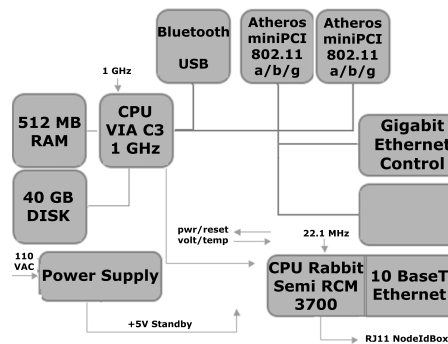 Bluetooth
USB
Atheros
miniPCI
802.11
a/b/g
Atheros
miniPCI
802.11
a/b/g
1 GHz
512 MB
RAM
CPU
VIA C3
1 GHz
Gigabit
Ethernet
Control
40 GB
DISK
pwr/reset
volt/temp
22.1 MHz
110
VAC
Power Supply
CPU Rabbit
Semi RCM
3700
10 BaseT
Ethernet
+5V Standby
RJ11 NodeIdBox